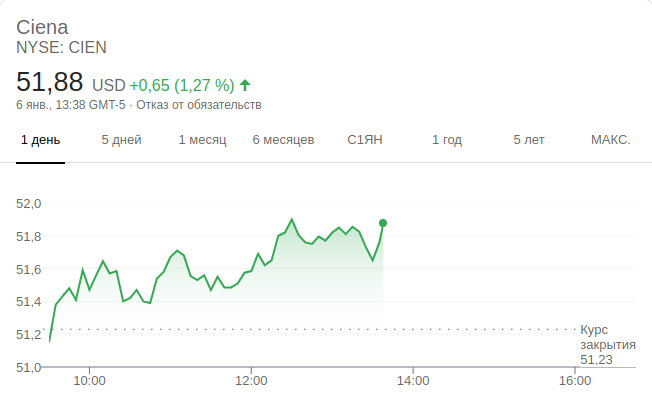 Ciena
NYSE: CIEN
51,88 USD +0,65 (1,27 %)
6 янв., 13:38 GMT-5 · Отказ от обязательств
1 день 5 дней 1 месяц 6 месяцев С1ЯН 1 год 5 лет МАКС.
52,0
51,8
51,6
51,4
51,2
51,0
Курс
закрытия
51,23
10:00 12:00 14:00 16:00